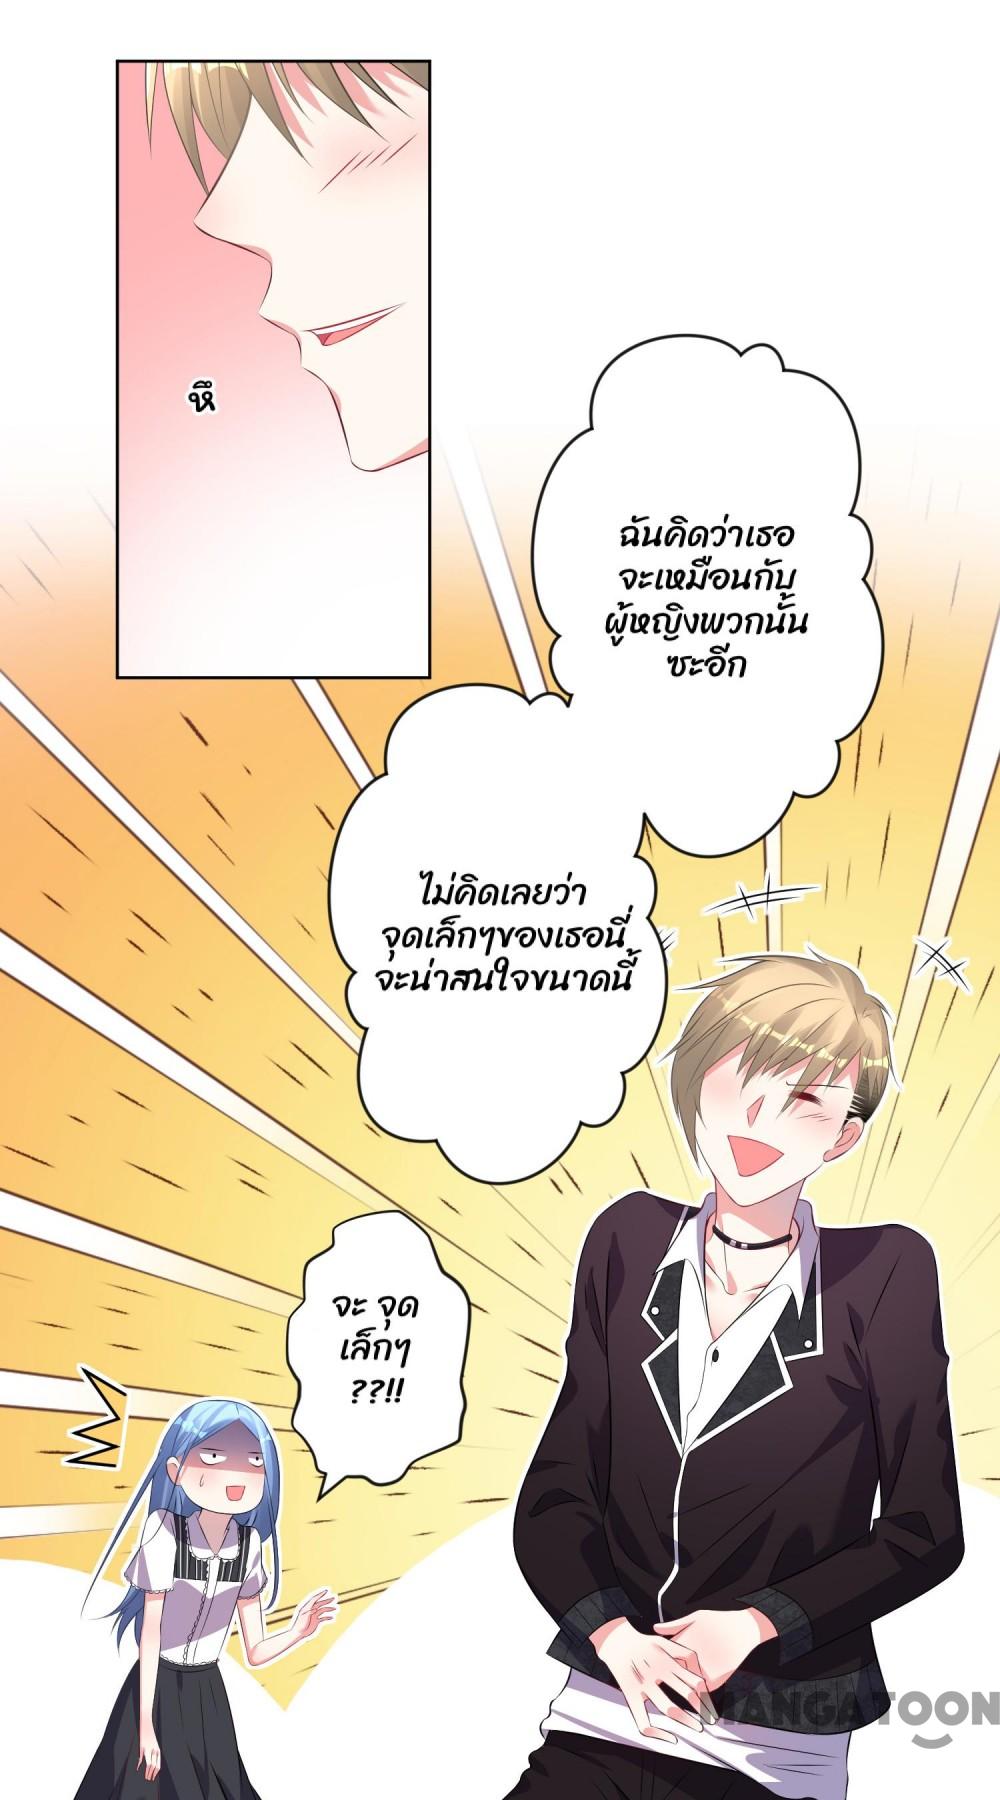 หึ
ฉันคิดว่าเธอ
จะเหมือนกับ
ผู้หญิงพวกนั้น
ซะอีก
ไม่คิดเลยว่า
จุดเล็กๆของเธอนี่
จะน่าสนใจขนาดนี้
จะ จุด
เล็กๆ
??!!
MANGATOON